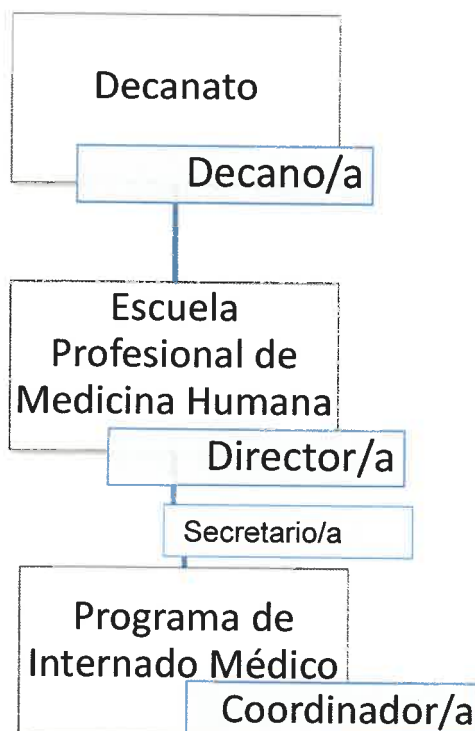 Decanato
Decano/a
Escuela
Profesional de
Medicina Humana
Director/a
Secretario/a
Programa de
Internado Médico
Coordinador/a